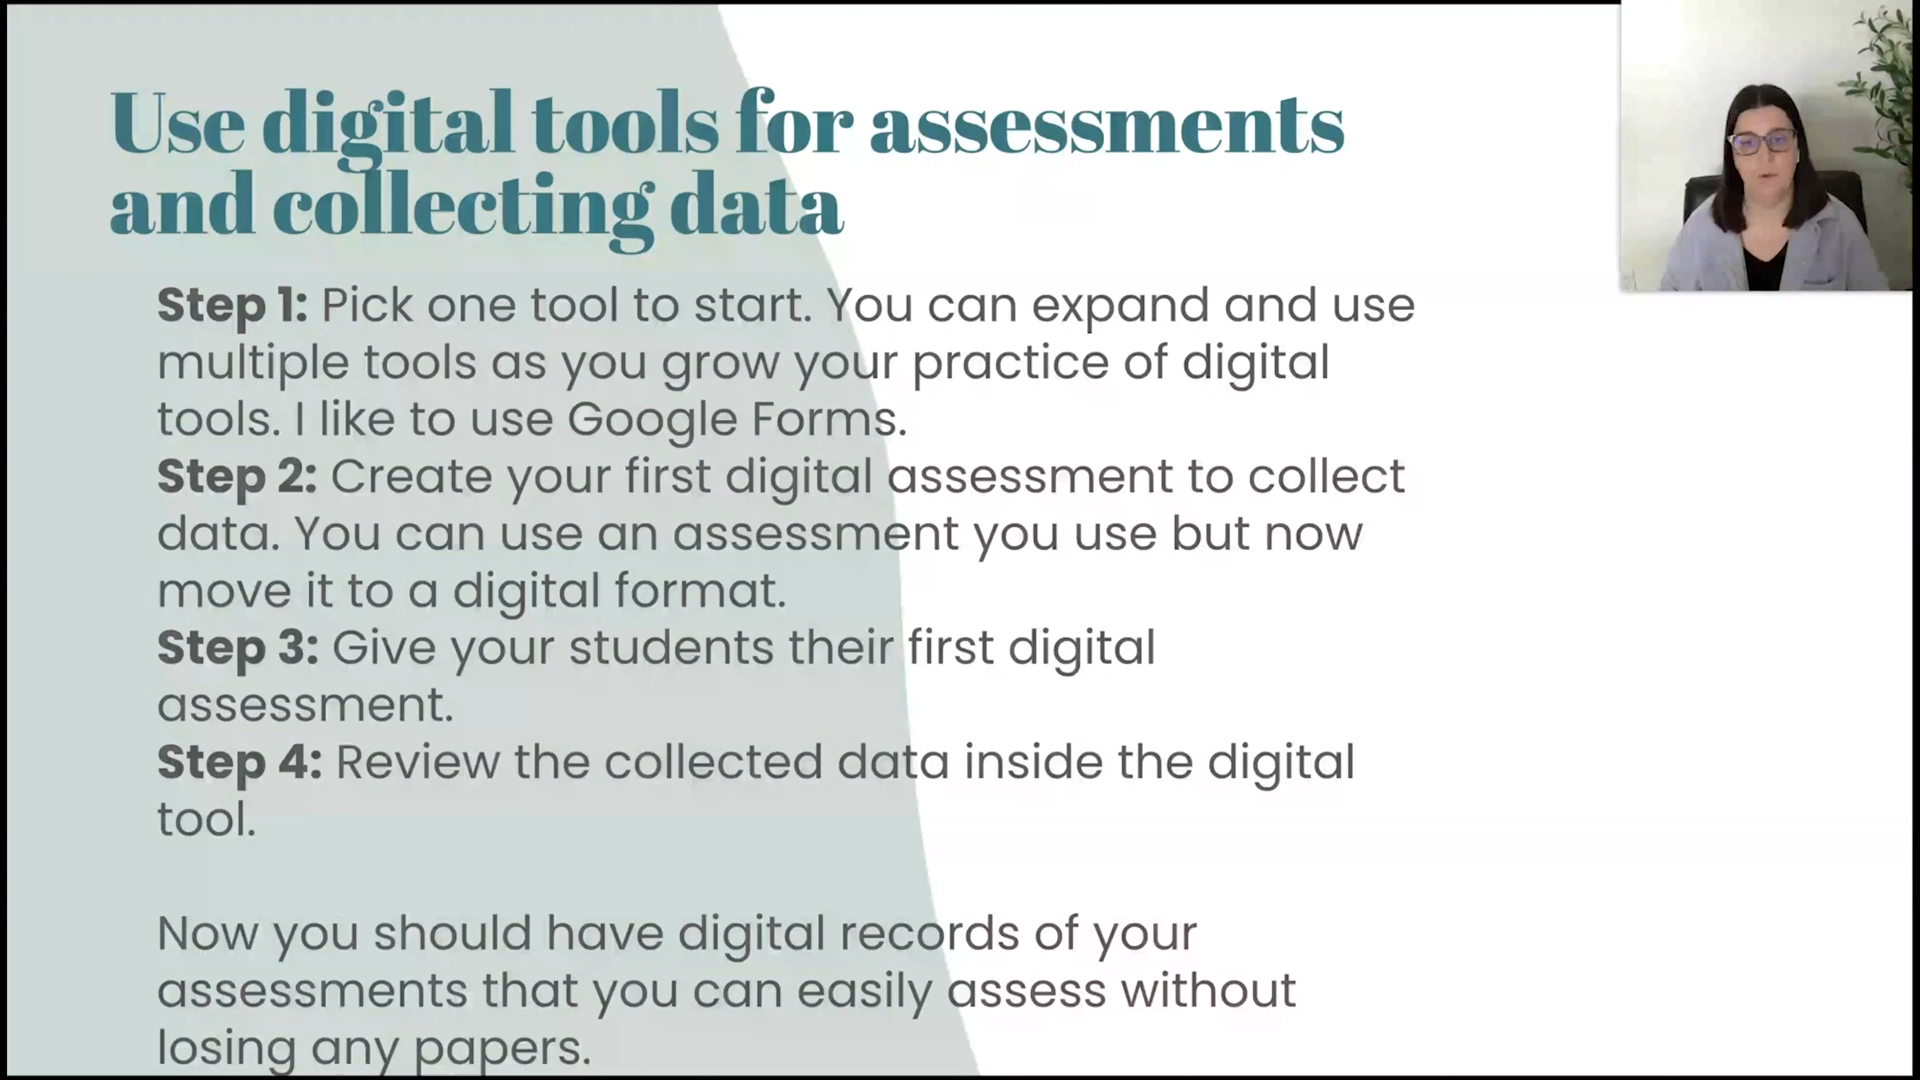 Use digital tools for assessments
and collecting data
Step 1: Pick one tool to start. You can expand and use
multiple tools as you grow your practice of digital
tools. I like to use Google Forms.
Step 2: Create your first digital assessment to collect
data. You can use an assessment you use but now
move it to a digital format.
Step 3: Give your students their first digital
assessment.
Step 4: Review the collected data inside the digital
tool.
Now you should have digital records of your
assessments that you can easily assess without
losing any papers.